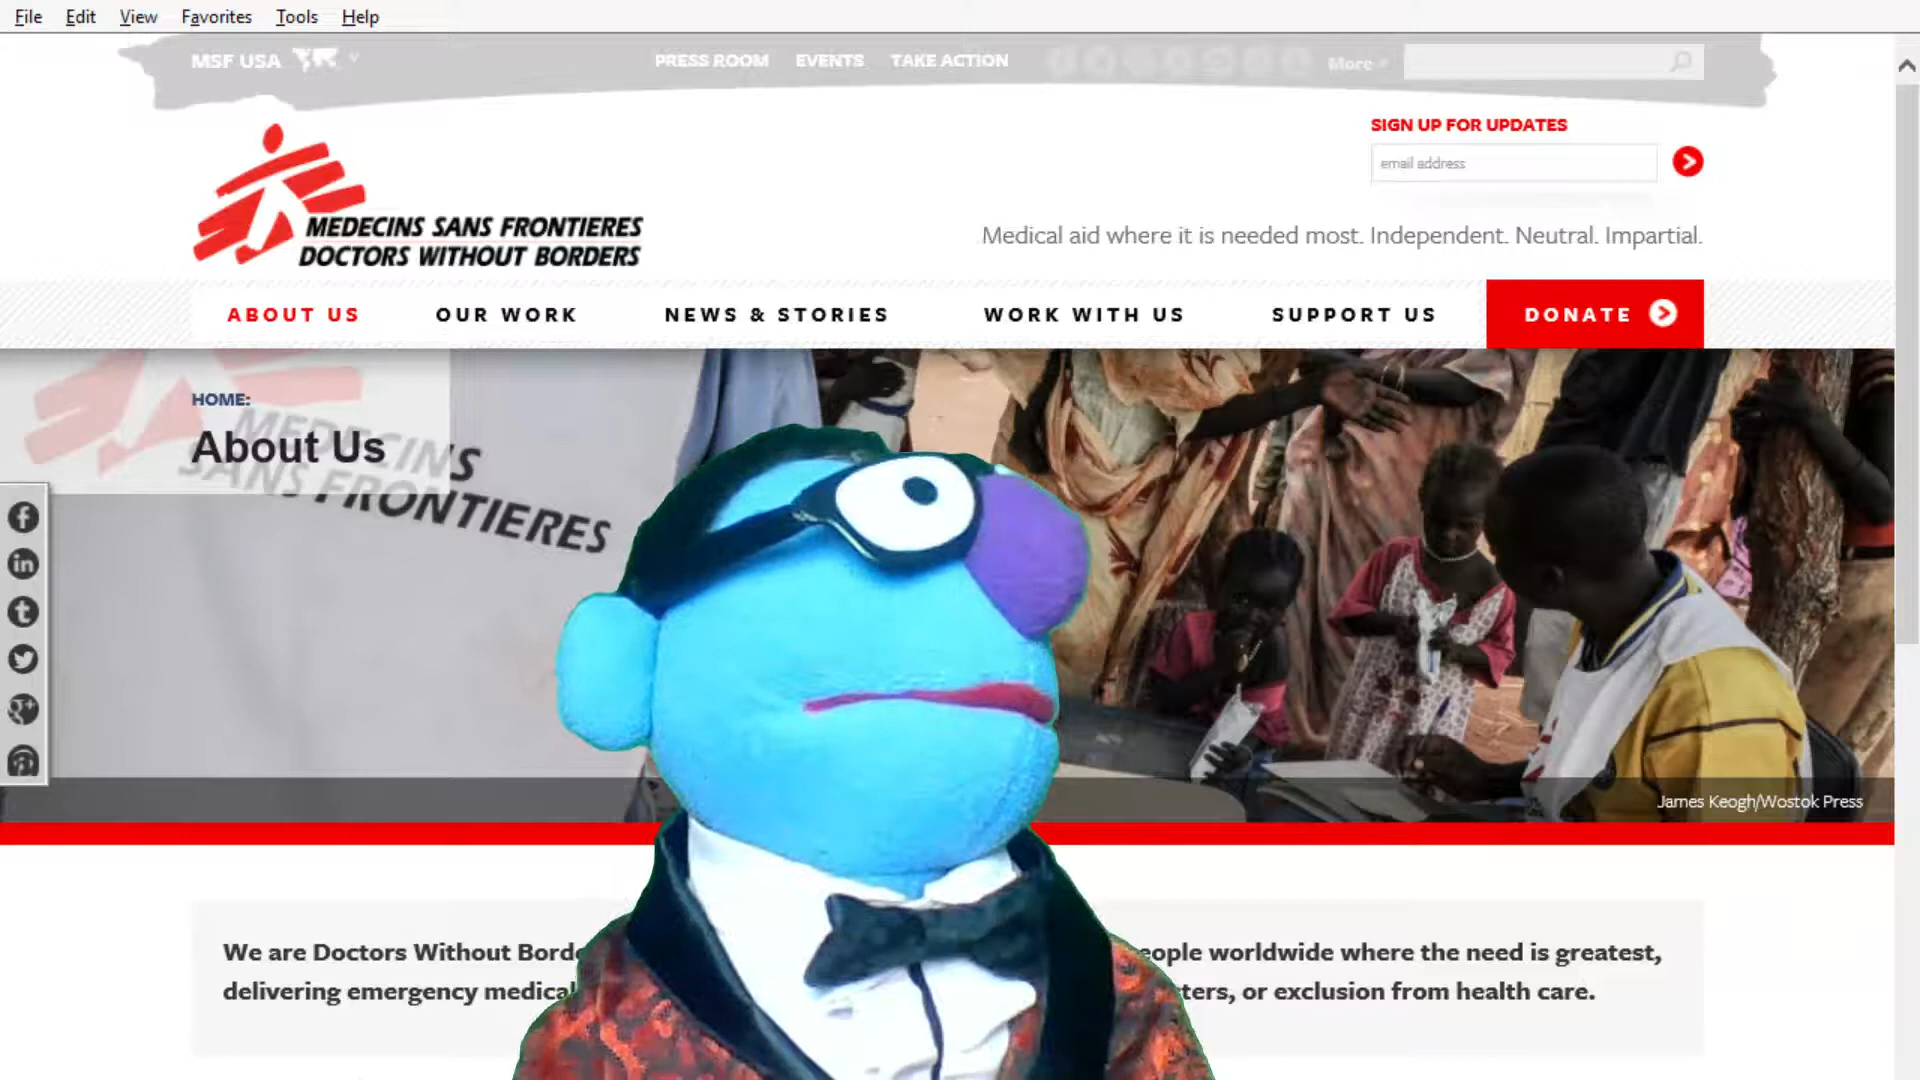 File Edit View Favorites Tools Help
MSF USA PRESS ROOM EVENTS TAKE ACTION More
SIGN UP FOR UPDATES
email address
MEDECINS SANS FRONTIERES
DOCTORS WITHOUT BORDERS
Medical aid where it is needed most. Independent. Neutral. Impartial.
ABOUT US OUR WORK NEWS & STORIES WORK WITH US SUPPORT US DONATE
HOME:
About Us
MEDECINS
SANS FRONTIERES
James Keogh/Wostok Press
We are Doctors Without worldwide where the need is greatest,
delivering emergency medical or exclusion from health care.